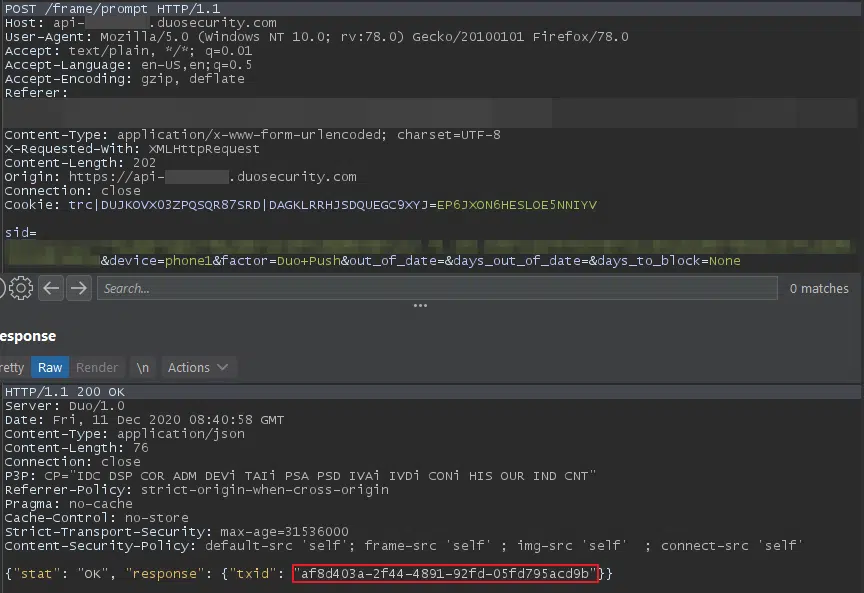 POST /frame/prompt HTTP/1.1
Host: api-.duosecurity.com
User-Agent: Mozilla/5.0 (Windows NT 10.0; rv:78.0) Gecko/20100101 Firefox/78.0
Accept: text/plain, */*; q=0.01
Accept-Language: en-US,en;q=0.5
Accept-Encoding: gzip, deflate
Referer:
Content-Type: application/x-www-form-urlencoded; charset=UTF-8
X-Requested-With: XMLHttpRequest
Content-Length: 202
Origin: https://api-.duosecurity.com
Connection: close
Cookie: trc|DUJKOVX03ZPQSQR87SRD|DAGKLRRHJSDQUEGC9XYJ=EP6JXON6HESLOE5NNIYV
sid=
&device=phone1&factor=Duo+Push&out_of_date=&days_out_of_date=&days_to_block=None
Search... 0 matches
esponse
retty Raw Render \n Actions
HTTP/1.1 200 OK
Server: Duo/1.0
Date: Fri, 11 Dec 2020 08:40:58 GMT
Content-Type: application/json
Content-Length: 76
Connection: close
P3P: CP="IDC DSP COR ADM DEVi TAIi PSA PSD IVAi IVDi CONi HIS OUR IND CNT"
Referrer-Policy: strict-origin-when-cross-origin
Pragma: no-cache
Cache-Control: no-store
Strict-Transport-Security: max-age=31536000
Content-Security-Policy: default-src 'self'; frame-src 'self' ; img-src 'self'  ; connect-src 'self'
{"stat": "OK", "response": {"txid": "af8d403a-2f44-4891-92fd-05fd795acd9b"}}